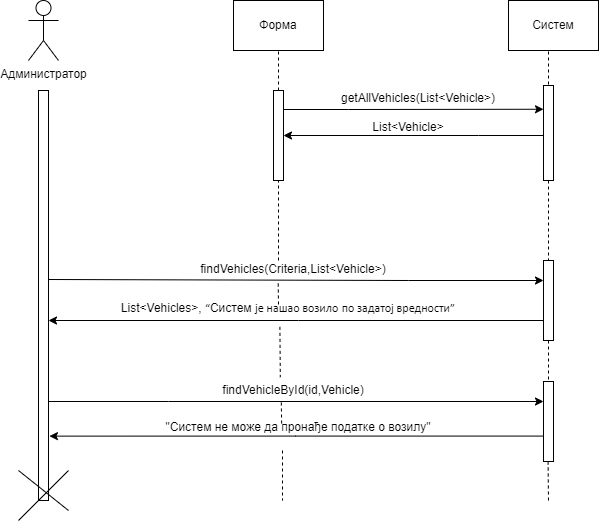 Форма
Систем
Администратор
getAllVehicles(List<Vehicle>)
List<Vehicle>
findVehicles(Criteria,List<Vehicle>)
List<Vehicles>, “Систем је нашао возило по задатој вредности”
findVehicleById(id,Vehicle)
"Систем не може да пронађе податке о возилу"